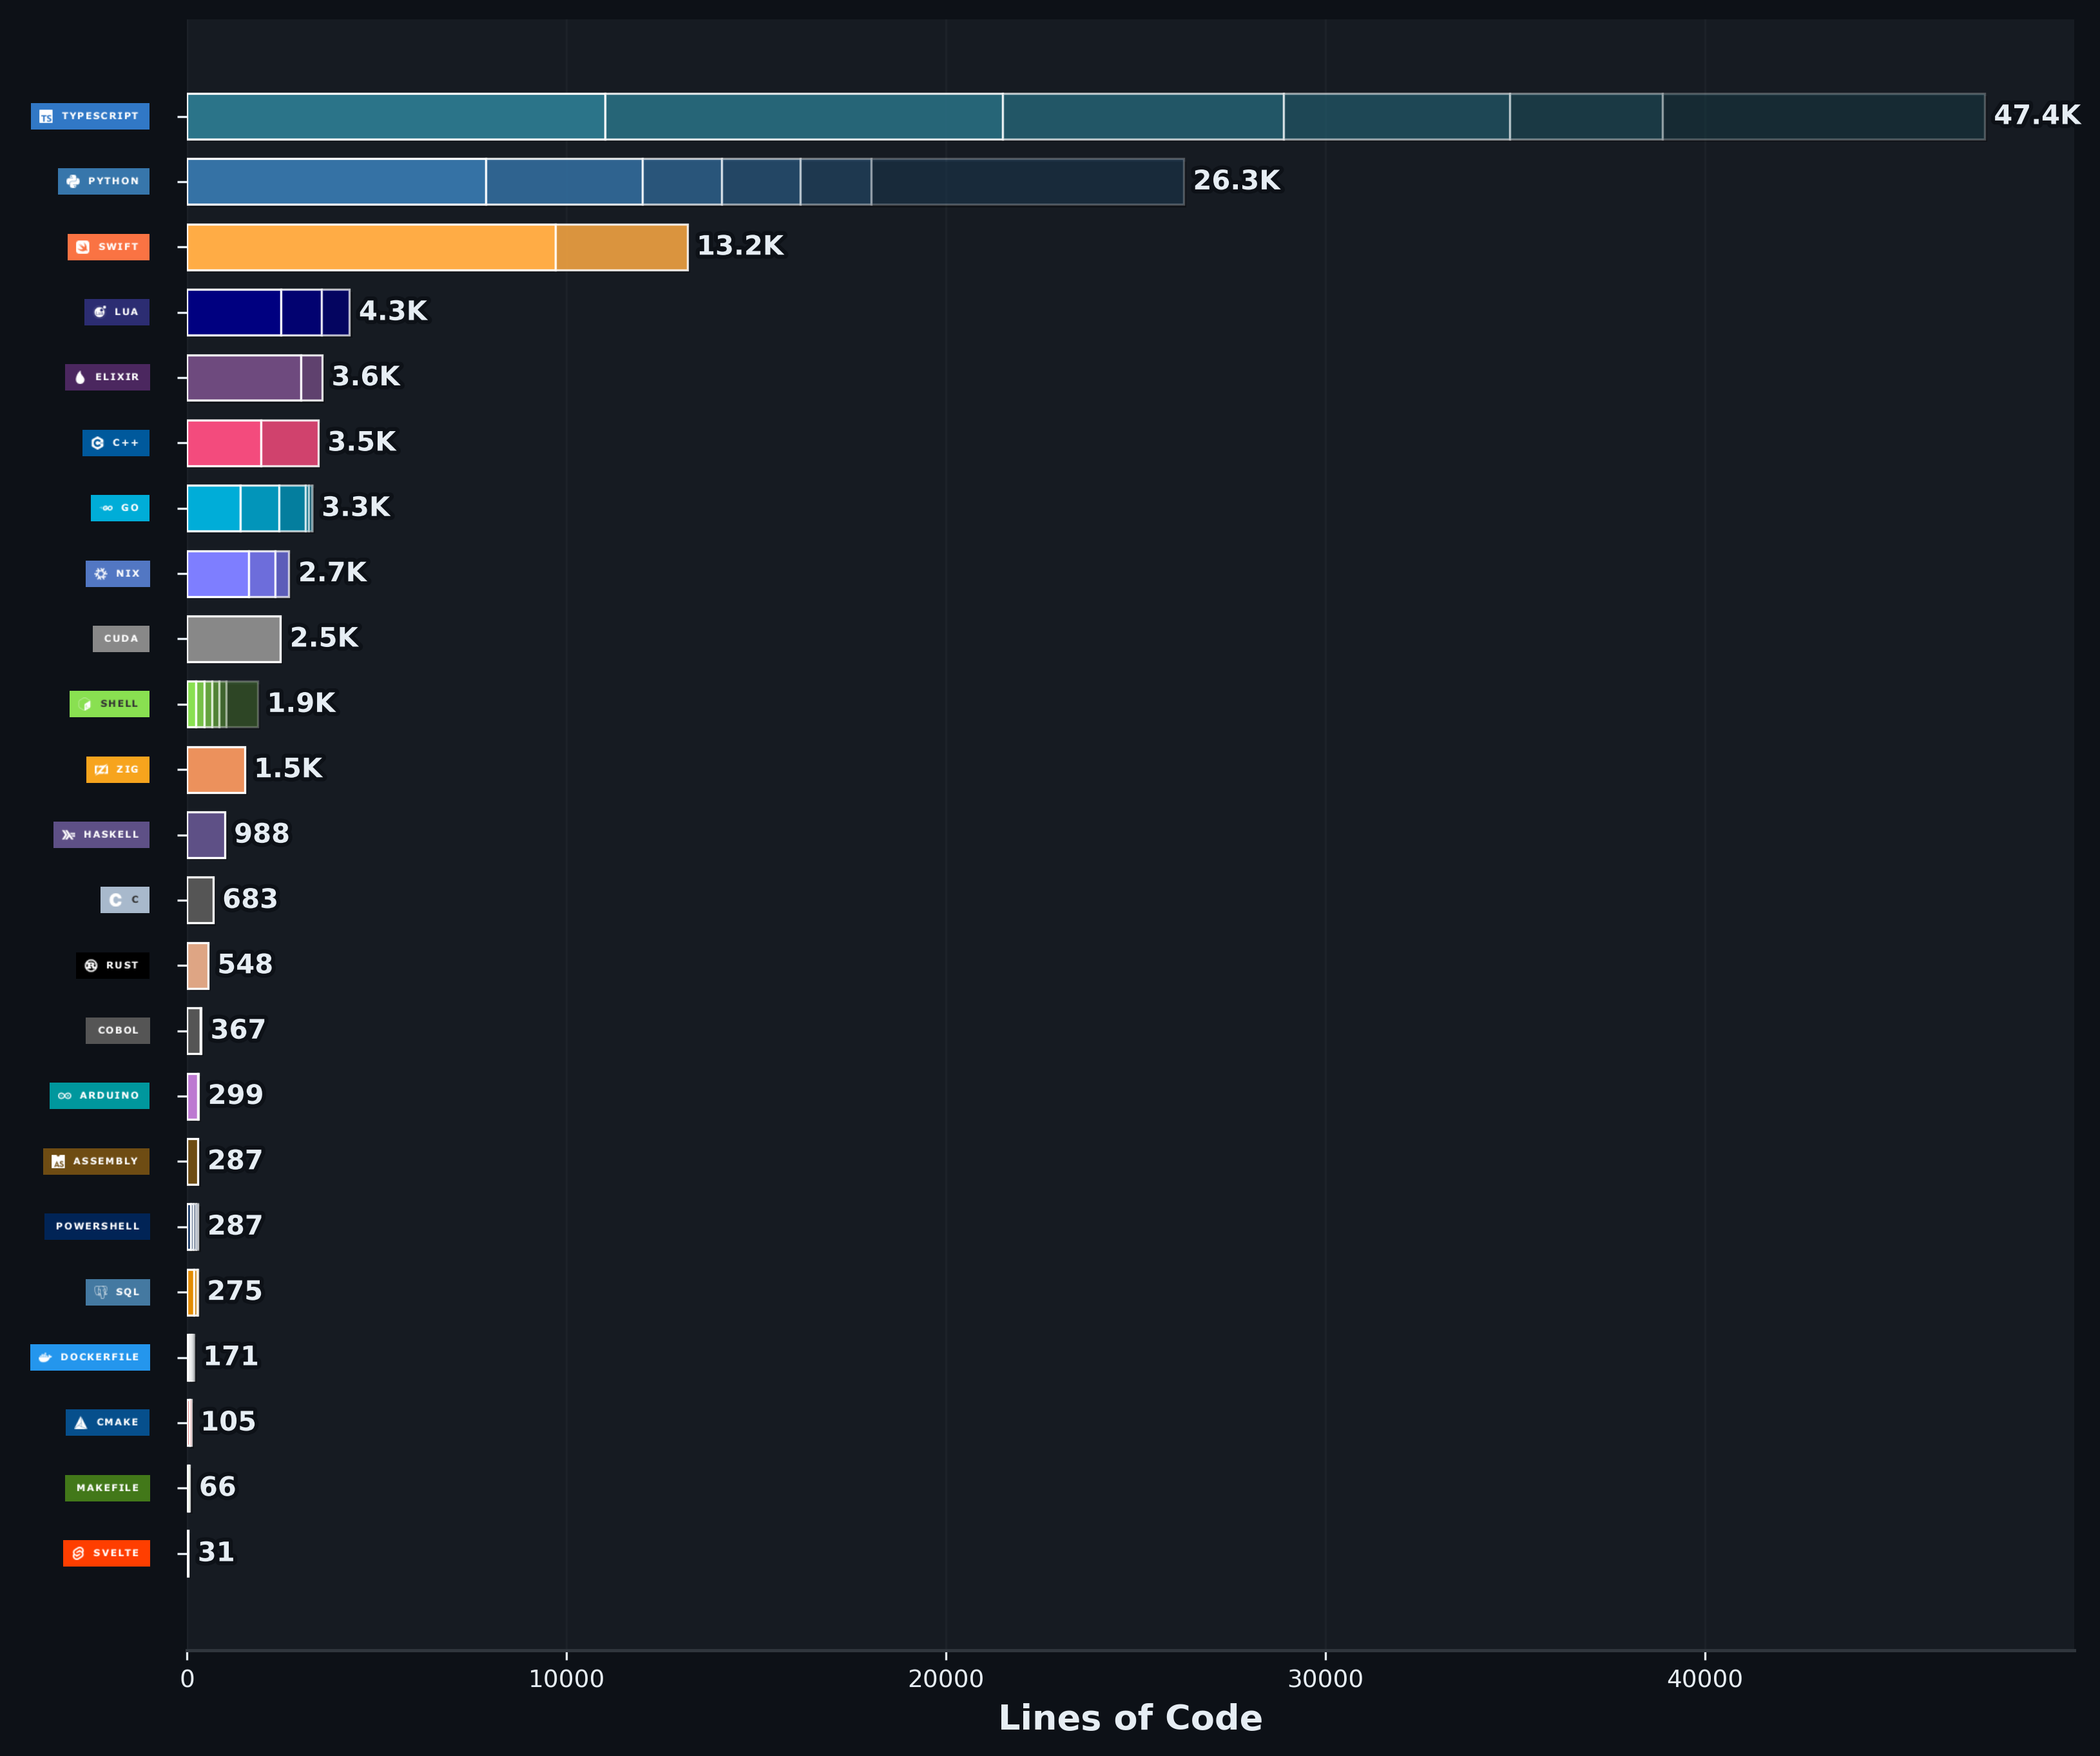 TYPESCRIPT 47.4K
PYTHON 26.3K
SWIFT 13.2K
LUA 4.3K
ELIXIR 3.6K
C++ 3.5K
GO 3.3K
NIX 2.7K
CUDA 2.5K
SHELL 1.9K
ZIG 1.5K
HASKELL 988
C 683
RUST 548
COBOL 367
ARDUINO 299
ASSEMBLY 287
POWERSHELL 287
SQL 275
DOCKERFILE 171
CMAKE 105
MAKEFILE 66
SVELTE 31
0 10000 20000 30000 40000
Lines of Code